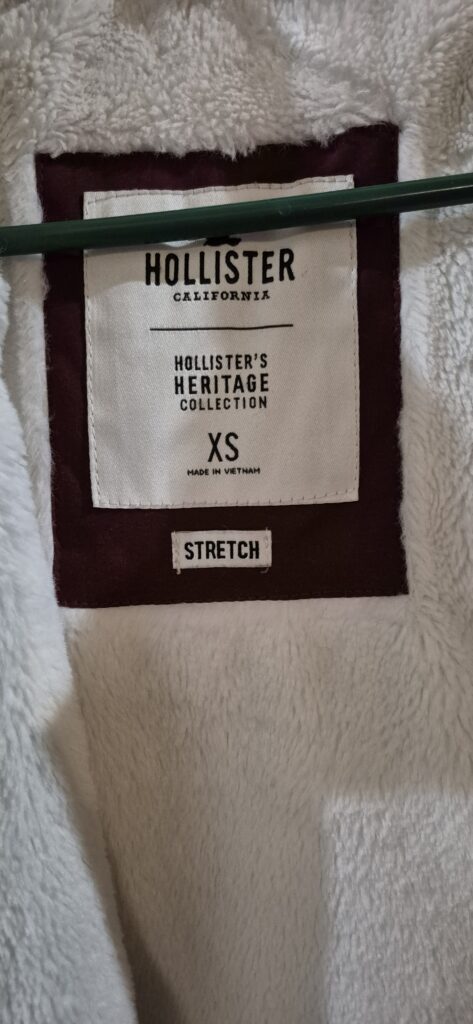 HOLLISTER
CALIFORNIA
HOLLISTER'S
HERITAGE
COLLECTION
XS
MADE IN VIETNAM
STRETCH